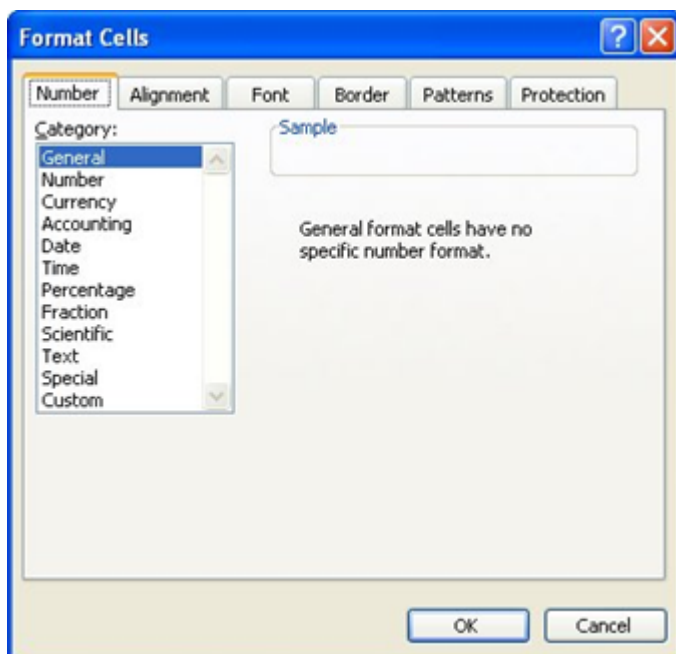 Format Cells
Number Alignment Font Border Patterns Protection
Category:
General
Number
Currency
Accounting
Date
Time
Percentage
Fraction
Scientific
Text
Special
Custom
Sample
General format cells have no
specific number format.
OK Cancel